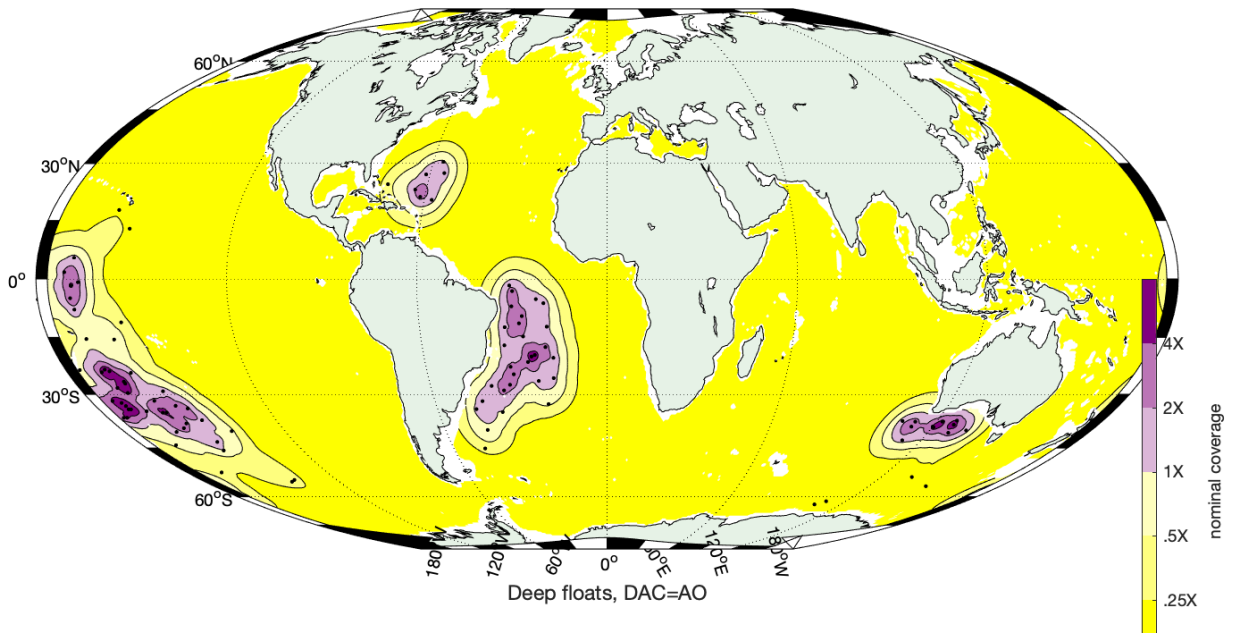 60°N
30°N
0°
30°S
60°S
180°W
120°W
60°W
0°
60°E
120°E
180°W
4X
2X
1X
.5X
.25X
nominal coverage
Deep floats, DAC=AO